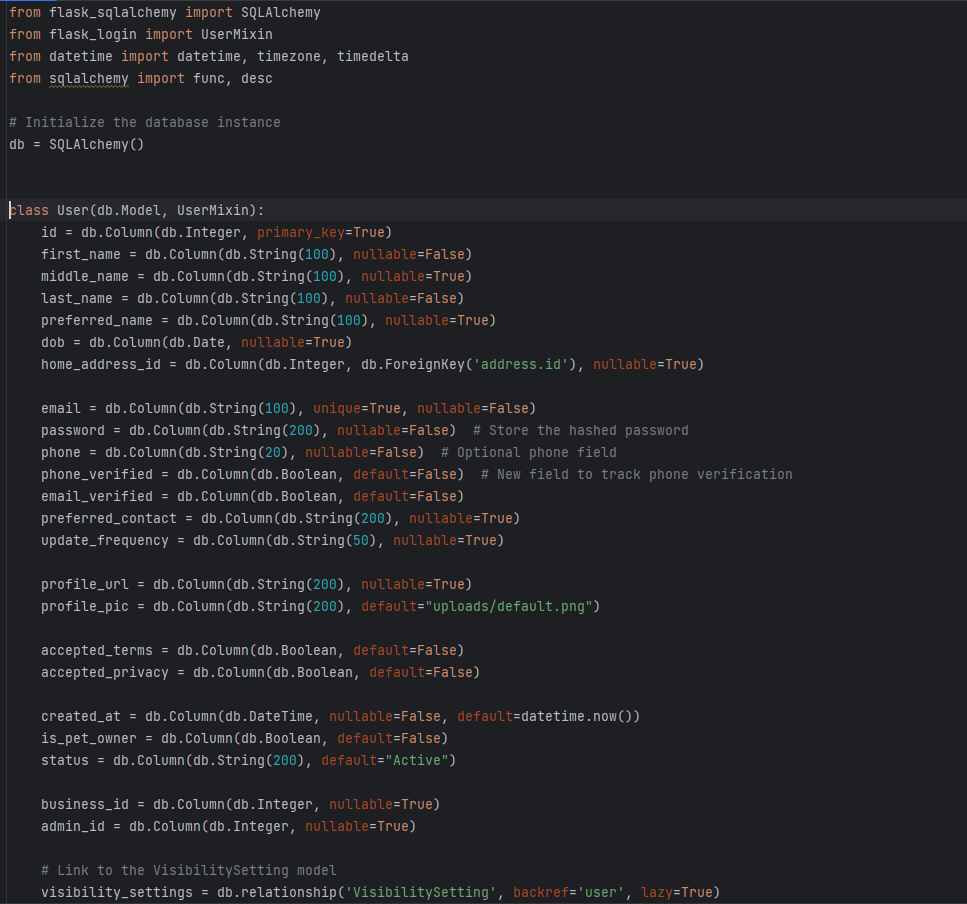 from flask_sqlalchemy import SQLAlchemy
from flask_login import UserMixin
from datetime import datetime, timezone, timedelta
from sqlalchemy import func, desc

# Initialize the database instance
db = SQLAlchemy()

class User(db.Model, UserMixin):
    id = db.Column(db.Integer, primary_key=True)
    first_name = db.Column(db.String(100), nullable=False)
    middle_name = db.Column(db.String(100), nullable=True)
    last_name = db.Column(db.String(100), nullable=False)
    preferred_name = db.Column(db.String(100), nullable=True)
    dob = db.Column(db.Date, nullable=True)
    home_address_id = db.Column(db.Integer, db.ForeignKey('address.id'), nullable=True)

    email = db.Column(db.String(100), unique=True, nullable=False)
    password = db.Column(db.String(200), nullable=False)  # Store the hashed password
    phone = db.Column(db.String(20), nullable=False)  # Optional phone field
    phone_verified = db.Column(db.Boolean, default=False)  # New field to track phone verification
    email_verified = db.Column(db.Boolean, default=False)
    preferred_contact = db.Column(db.String(200), nullable=True)
    update_frequency = db.Column(db.String(50), nullable=True)

    profile_url = db.Column(db.String(200), nullable=True)
    profile_pic = db.Column(db.String(200), default="uploads/default.png")

    accepted_terms = db.Column(db.Boolean, default=False)
    accepted_privacy = db.Column(db.Boolean, default=False)

    created_at = db.Column(db.DateTime, nullable=False, default=datetime.now())
    is_pet_owner = db.Column(db.Boolean, default=False)
    status = db.Column(db.String(200), default="Active")

    business_id = db.Column(db.Integer, nullable=True)
    admin_id = db.Column(db.Integer, nullable=True)

    # Link to the VisibilitySetting model
    visibility_settings = db.relationship('VisibilitySetting', backref='user', lazy=True)